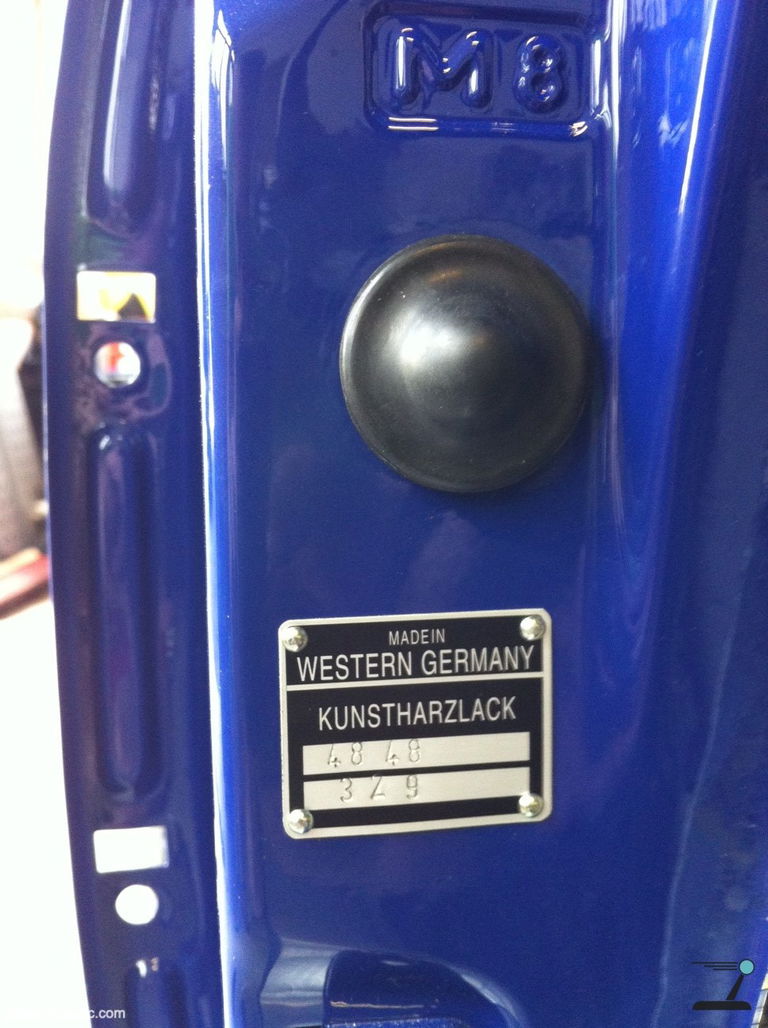 M8
MADE IN
WESTERN GERMANY
KUNSTHARZLACK
48 48
3Z9